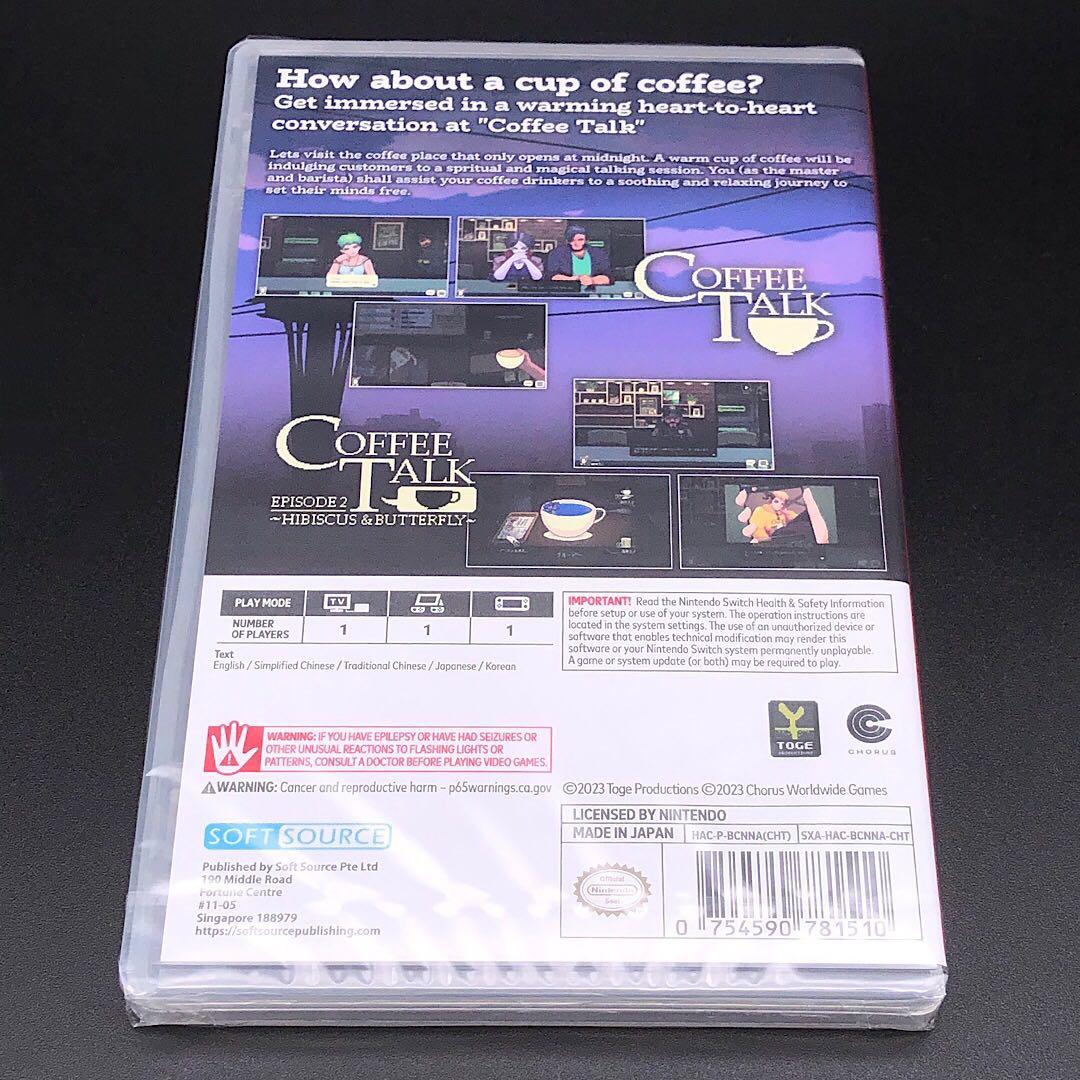 How about a cup of coffee?
Get immersed in a warming heart-to-heart
conversation at "Coffee Talk"
Lets visit the coffee place that only opens at midnight. A warm cup of coffee will be
indulging customers to a spritual and magical talking session. You (as the master
and barista) shall assist your coffee drinkers to a soothing and relaxing journey to
set their minds free.
COFFEE
TALK
COFFEE
TALK
EPISODE 2
~HIBISCUS & BUTTERFLY~
PLAY MODE
TV
NUMBER
OF PLAYERS
1
1
1
Text
English / Simplified Chinese / Traditional Chinese / Japanese / Korean
IMPORTANT! Read the Nintendo Switch Health & Safety Information
before setup or use of your system. The operation instructions are
located in the system settings. The use of an unauthorized device or
software that enables technical modification may render this
software or your Nintendo Switch system permanently unplayable.
A game or system update (or both) may be required to play.
TOGE
PRODUCTIONS
CHORUS
WARNING: IF YOU HAVE EPILEPSY OR HAVE HAD SEIZURES OR
OTHER UNUSUAL REACTIONS TO FLASHING LIGHTS OR
PATTERNS, CONSULT A DOCTOR BEFORE PLAYING VIDEO GAMES.
WARNING: Cancer and reproductive harm – p65warnings.ca.gov
©2023 Toge Productions ©2023 Chorus Worldwide Games
SOFT SOURCE
Published by Soft Source Pte Ltd
190 Middle Road
Fortune Centre
#11-05
Singapore 188979
https://softsourcepublishing.com
LICENSED BY NINTENDO
MADE IN JAPAN
HAC-P-BCNNA(CHT)
SXA-HAC-BCNNA-CHT
Official
Nintendo
Seal
0 754590 781510